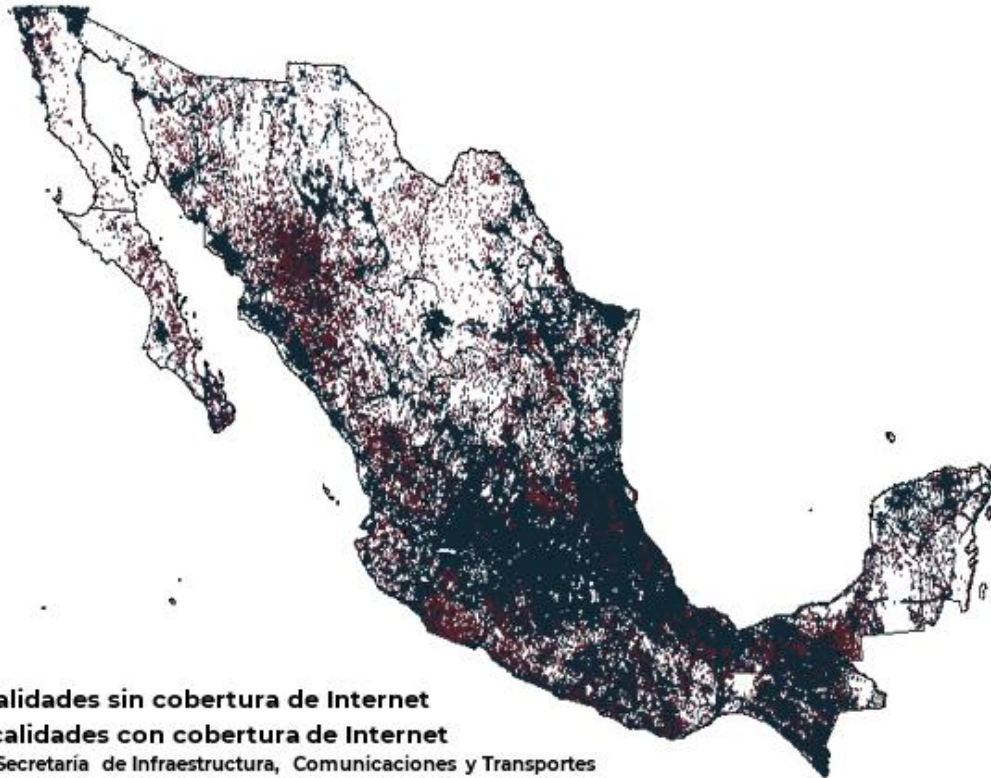 alidades sin cobertura de Internet
calidades con cobertura de Internet
Secretaría de Infraestructura, Comunicaciones y Transportes